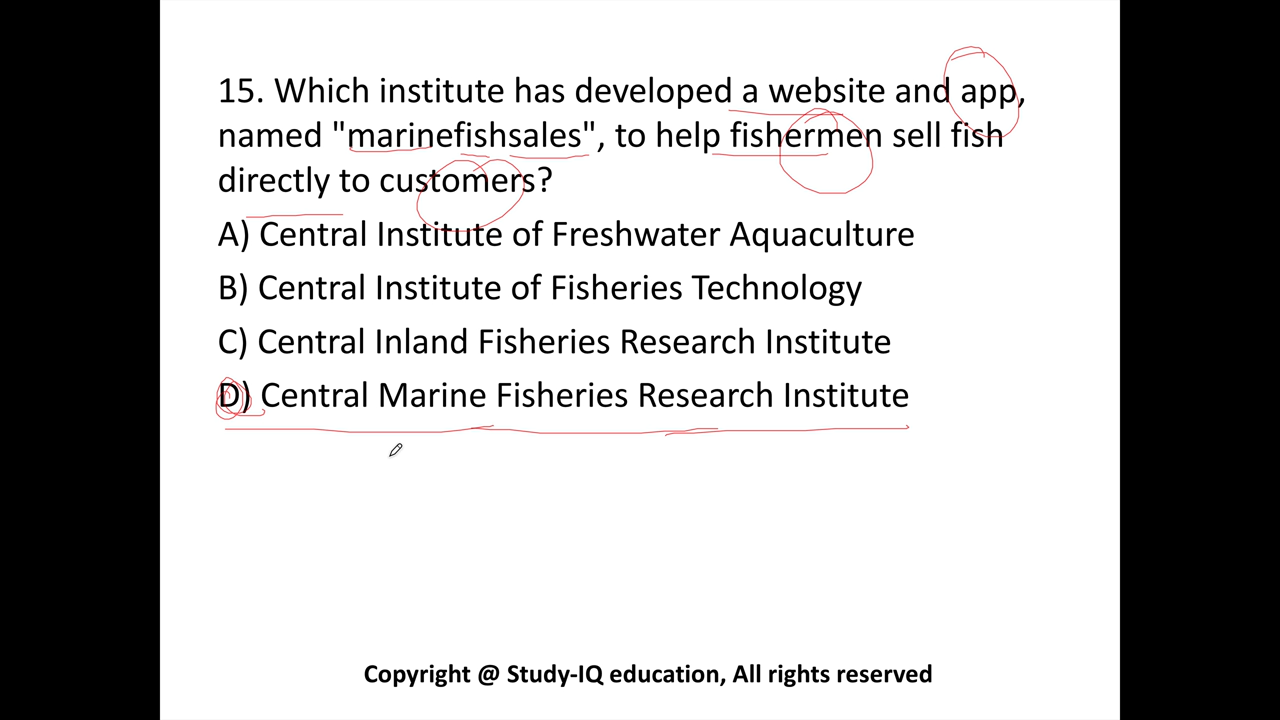 15. Which institute has developed a website and app,
named "marinefishsales", to help fishermen sell fish
directly to customers?
A) Central Institute of Freshwater Aquaculture
B) Central Institute of Fisheries Technology
C) Central Inland Fisheries Research Institute
D) Central Marine Fisheries Research Institute
Copyright @ Study-IQ education, All rights reserved